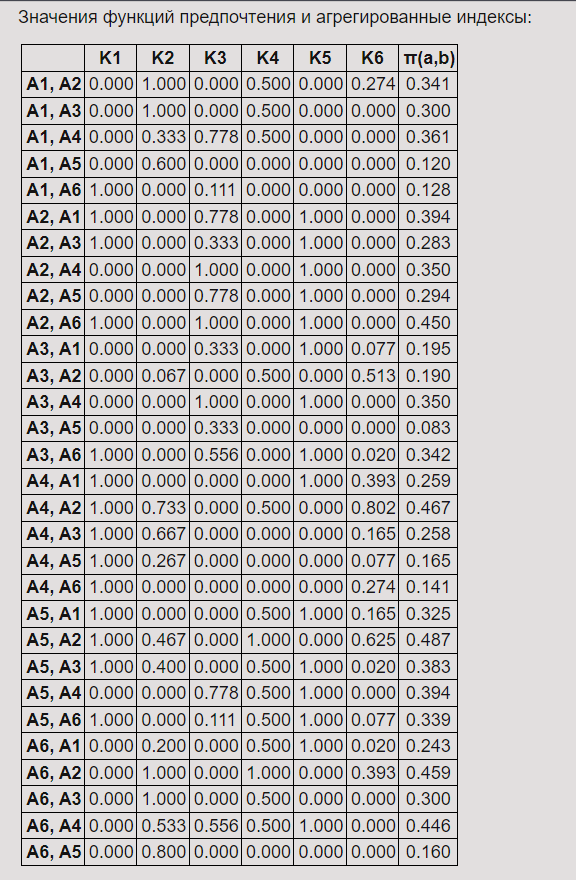 Значения функций предпочтения и агрегированные индексы:
K1 K2 K3 K4 K5 K6 π(a,b)
A1, A2 0.000 1.000 0.000 0.500 0.000 0.274 0.341
A1, A3 0.000 1.000 0.000 0.500 0.000 0.000 0.300
A1, A4 0.000 0.333 0.778 0.500 0.000 0.000 0.361
A1, A5 0.000 0.600 0.000 0.000 0.000 0.000 0.120
A1, A6 1.000 0.000 0.111 0.000 0.000 0.000 0.128
A2, A1 1.000 0.000 0.778 0.000 1.000 0.000 0.394
A2, A3 1.000 0.000 0.333 0.000 1.000 0.000 0.283
A2, A4 0.000 0.000 1.000 0.000 1.000 0.000 0.350
A2, A5 0.000 0.000 0.778 0.000 1.000 0.000 0.294
A2, A6 1.000 0.000 1.000 0.000 1.000 0.000 0.450
A3, A1 0.000 0.000 0.333 0.000 1.000 0.077 0.195
A3, A2 0.000 0.067 0.000 0.500 0.000 0.513 0.190
A3, A4 0.000 0.000 1.000 0.000 1.000 0.000 0.350
A3, A5 0.000 0.000 0.333 0.000 0.000 0.000 0.083
A3, A6 1.000 0.000 0.556 0.000 1.000 0.020 0.342
A4, A1 1.000 0.000 0.000 0.000 1.000 0.393 0.259
A4, A2 1.000 0.733 0.000 0.500 0.000 0.802 0.467
A4, A3 1.000 0.667 0.000 0.000 0.000 0.165 0.258
A4, A5 1.000 0.267 0.000 0.000 0.000 0.077 0.165
A4, A6 1.000 0.000 0.000 0.000 0.000 0.274 0.141
A5, A1 1.000 0.000 0.000 0.500 1.000 0.165 0.325
A5, A2 1.000 0.467 0.000 1.000 0.000 0.625 0.487
A5, A3 1.000 0.400 0.000 0.500 1.000 0.020 0.383
A5, A4 0.000 0.000 0.778 0.500 1.000 0.000 0.394
A5, A6 1.000 0.000 0.111 0.500 1.000 0.077 0.339
A6, A1 0.000 0.200 0.000 0.500 1.000 0.020 0.243
A6, A2 0.000 1.000 0.000 1.000 0.000 0.393 0.459
A6, A3 0.000 1.000 0.000 0.500 0.000 0.000 0.300
A6, A4 0.000 0.533 0.556 0.500 1.000 0.000 0.446
A6, A5 0.000 0.800 0.000 0.000 0.000 0.000 0.160